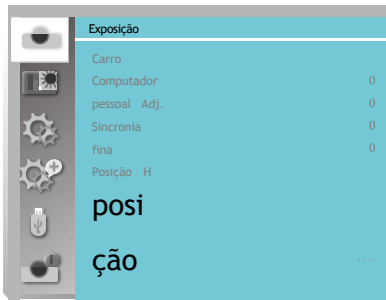 Exposição
Carro
Computador 0
pessoal Adj. 0
Sincronia 0
fina 0
Posição H
posi
ção ...